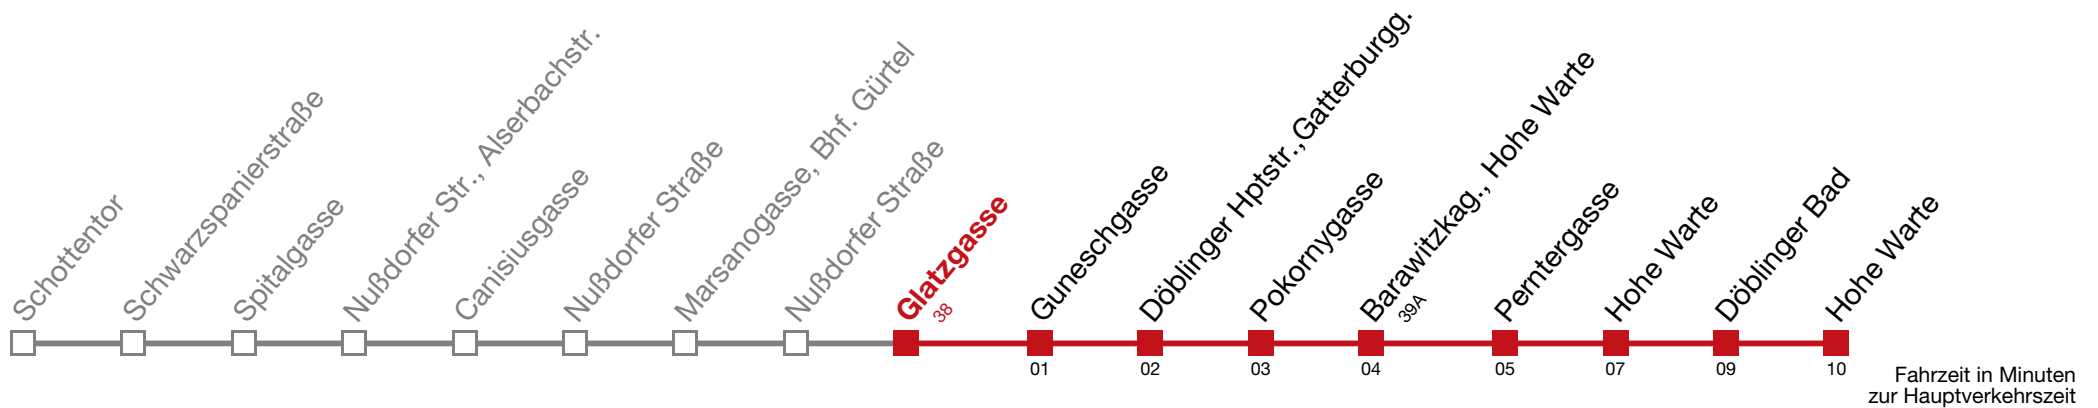 Schottentor
Schwarzspanierstraße
Spitalgasse
Nußdorfer Str., Alserbachstr.
Canisiusgasse
Nußdorfer Straße
Marsanogasse, Bhf. Gürtel
Nußdorfer Straße
Glatzgasse
38
Guneschgasse
Döblinger Hptstr.,Gatterburgg.
Pokornygasse
Barawitzkag., Hohe Warte
39A
Perntergasse
Hohe Warte
Döblinger Bad
Hohe Warte
01 02 03 04 05 07 09 10
Fahrzeit in Minuten
zur Hauptverkehrszeit